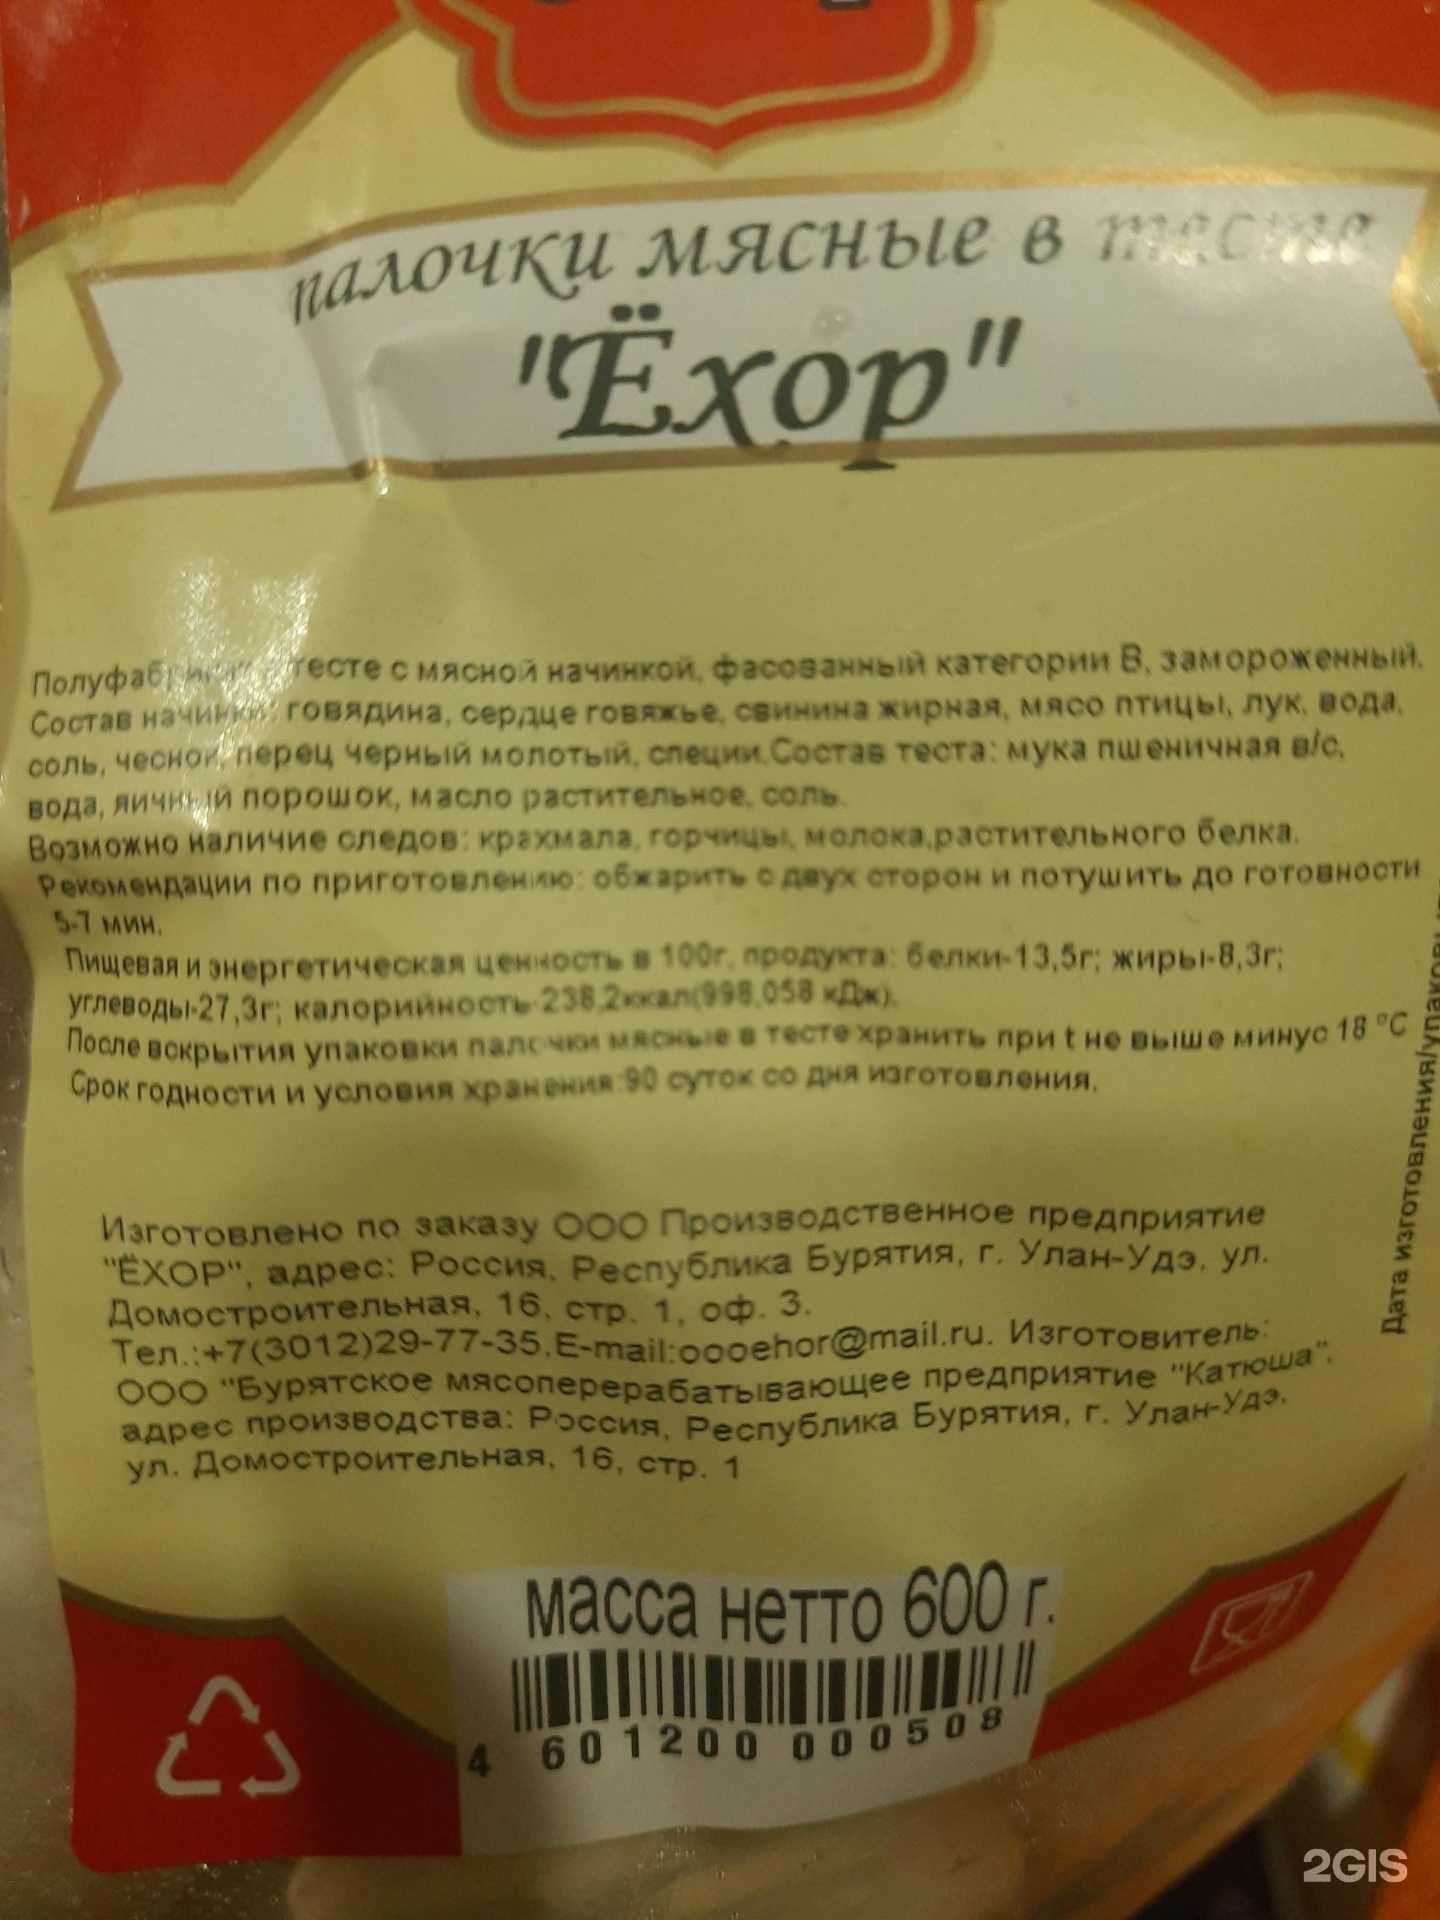 палочки мясные в тесте
"Ёхор"
тесте с мясной начинкой, фасованный категории В, замороженный.
Состав начинки: говядина, сердце говяжье, свинина жирная, мясо птицы, лук, вода,
соль, чеснок, перец черный молотый, специи.Состав теста: мука пшеничная в/с,
вода, яичный порошок, масло растительное, соль.
Возможно наличие следов: крахмала, горчицы, молока,растительного белка.
Рекомендации по приготовлению: обжарить с двух сторон и потушить до готовности
5-7 мин.
Пищевая и энергетическая ценность в 100г. продукта: белки-13,5г; жиры-8,3г;
углеводы-27,3г; калорийность-238,2ккал(998,058 кДж).
После вскрытия упаковки палочки мясные в тесте хранить при t не выше минус 18 °С
Срок годности и условия хранения:90 суток со дня изготовления.
Дата изготовления/упаковывания
Изготовлено по заказу ООО Производственное предприятие
"ЁХОР", адрес: Россия, Республика Бурятия, г. Улан-Удэ, ул.
Домостроительная, 16, стр. 1, оф. 3.
Тел.:+7(3012)29-77-35.E-mail:oooehor@mail.ru. Изготовитель:
ООО "Бурятское мясоперерабатывающее предприятие "Катюша",
адрес производства: Россия, Республика Бурятия, г. Улан-Удэ,
ул. Домостроительная, 16, стр. 1
масса нетто 600 г.
4 601200 000508
2GIS